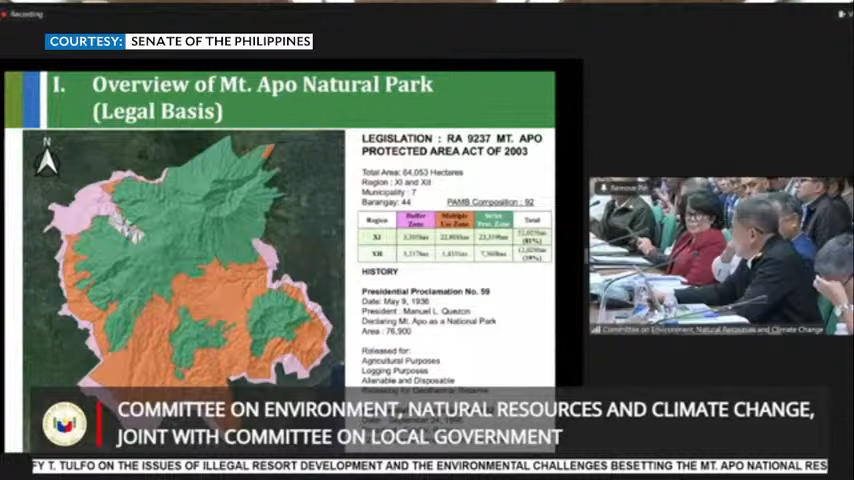 Recording
COURTESY: SENATE OF THE PHILIPPINES
I. Overview of Mt. Apo Natural Park
(Legal Basis)
N
LEGISLATION : RA 9237 MT. APO
PROTECTED AREA ACT OF 2003
Total Area: 64,053 Hectares
Region : XI and XII
Municipality : 7
Barangay: 44 PAMB Composition : 92
Region Buffer Zone Multiple Use Zone Strict Prot. Zone Total
XI
(81%)
XII
(19%)
HISTORY
Presidential Proclamation No. 59
Date: May 9, 1936
President : Manuel L. Quezon
Declaring Mt. Apo as a National Park
Area : 76,900
Released for:
Agricultural Purposes
Logging Purposes
Alienable and Disposable
Remove Pin
Committee on Environment, Natural Resources and Climate Change
COMMITTEE ON ENVIRONMENT, NATURAL RESOURCES AND CLIMATE CHANGE,
JOINT WITH COMMITTEE ON LOCAL GOVERNMENT
FY T. TULFO ON THE ISSUES OF ILLEGAL RESORT DEVELOPMENT AND THE ENVIRONMENTAL CHALLENGES BESETTING THE MT. APO NATIONAL RES